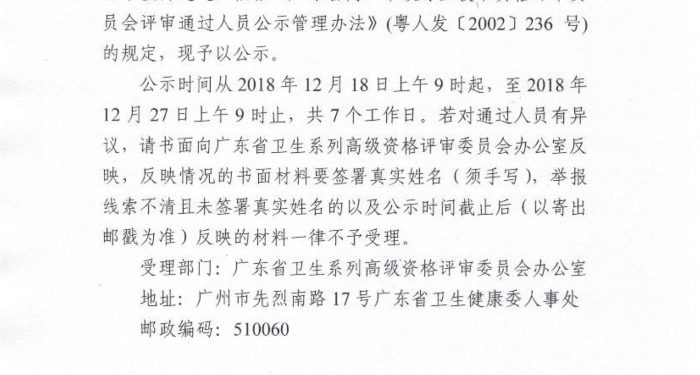 员会评审通过人员公示管理办法》(粤人发〔2002〕236 号)
的规定，现予以公示。
公示时间从 2018 年 12 月 18 日上午 9 时起，至 2018 年
12 月 27 日上午 9 时止，共 7 个工作日。若对通过人员有异
议，请书面向广东省卫生系列高级资格评审委员会办公室反
映，反映情况的书面材料要签署真实姓名（须手写），举报
线索不清且未签署真实姓名的以及公示时间截止后（以寄出
邮戳为准）反映的材料一律不予受理。
受理部门：广东省卫生系列高级资格评审委员会办公室
地址：广州市先烈南路 17 号广东省卫生健康委人事处
邮政编码：510060